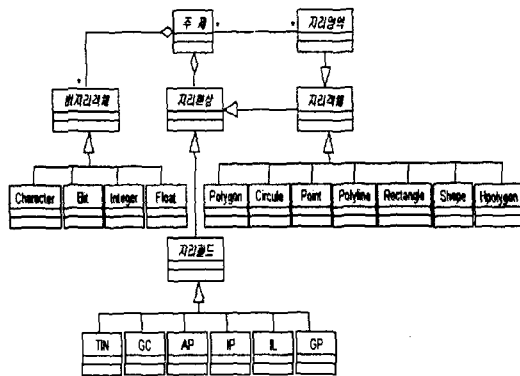 주 제
*
*
지리영역
*
비지리객체
지리현상
지리객체
Character
Bit
Integer
Float
Polygon
Circule
Point
Polyline
Rectangle
Shape
Hpolygen
지리필드
TIN
GC
AP
IP
IL
GP